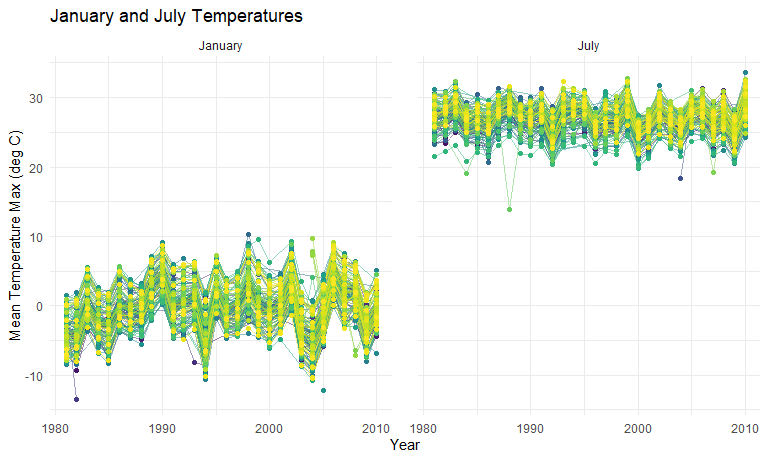 January and July Temperatures
January
July
Mean Temperature Max (deg C)
30
20
10
0
-10
1980
1990
2000
2010
1980
1990
2000
2010
Year